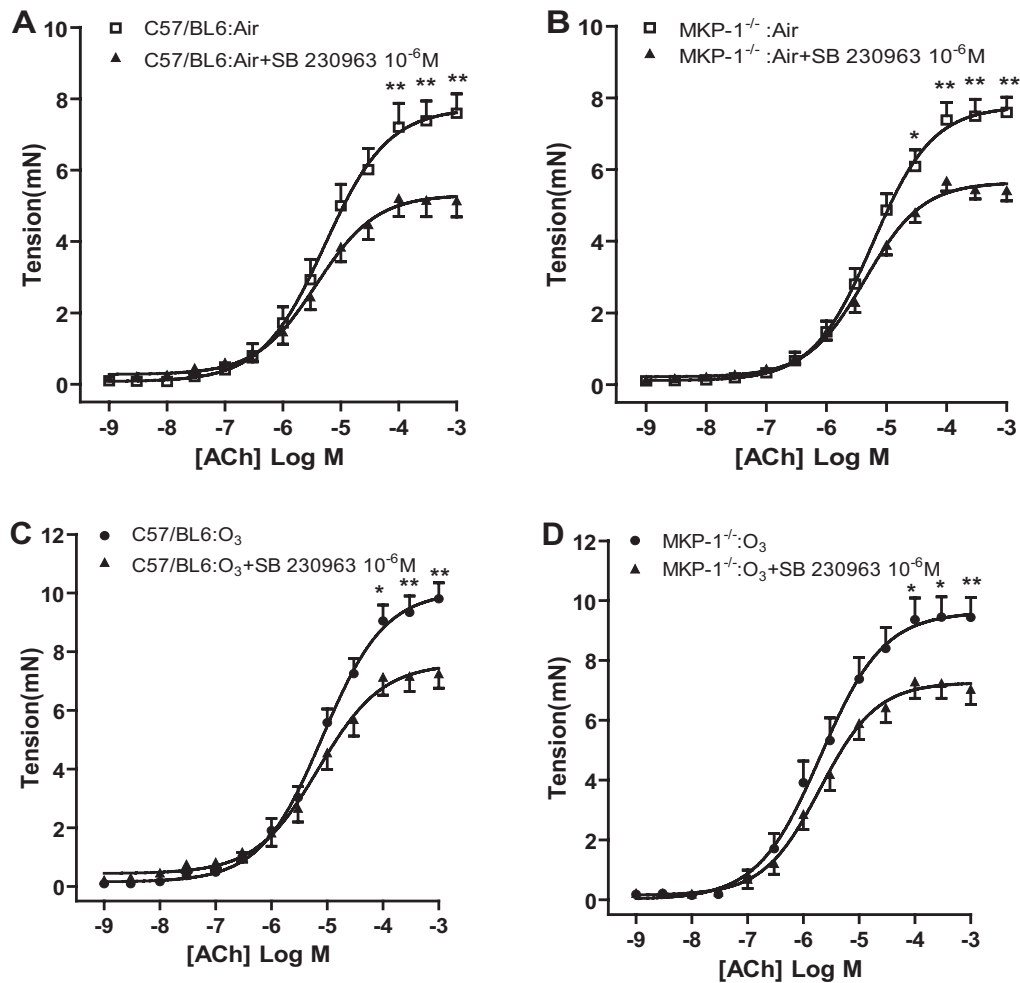 A
C57/BL6:Air
C57/BL6:Air+SB 230963 10⁻⁶M
10
8
6
4
2
0
** ** **
Tension(mN)
-9 -8 -7 -6 -5 -4 -3
[ACh] Log M
B
MKP-1⁻/⁻ :Air
MKP-1⁻/⁻ :Air+SB 230963 10⁻⁶M
10
8
6
4
2
0
* ** ** **
Tension(mN)
-9 -8 -7 -6 -5 -4 -3
[ACh] Log M
C
C57/BL6:O₃
C57/BL6:O₃+SB 230963 10⁻⁶M
12
10
8
6
4
2
0
* ** **
Tension(mN)
-9 -8 -7 -6 -5 -4 -3
[ACh] Log M
D
MKP-1⁻/⁻:O₃
MKP-1⁻/⁻:O₃+SB 230963 10⁻⁶M
12
10
8
6
4
2
0
* * **
Tension(mN)
-9 -8 -7 -6 -5 -4 -3
[ACh] Log M